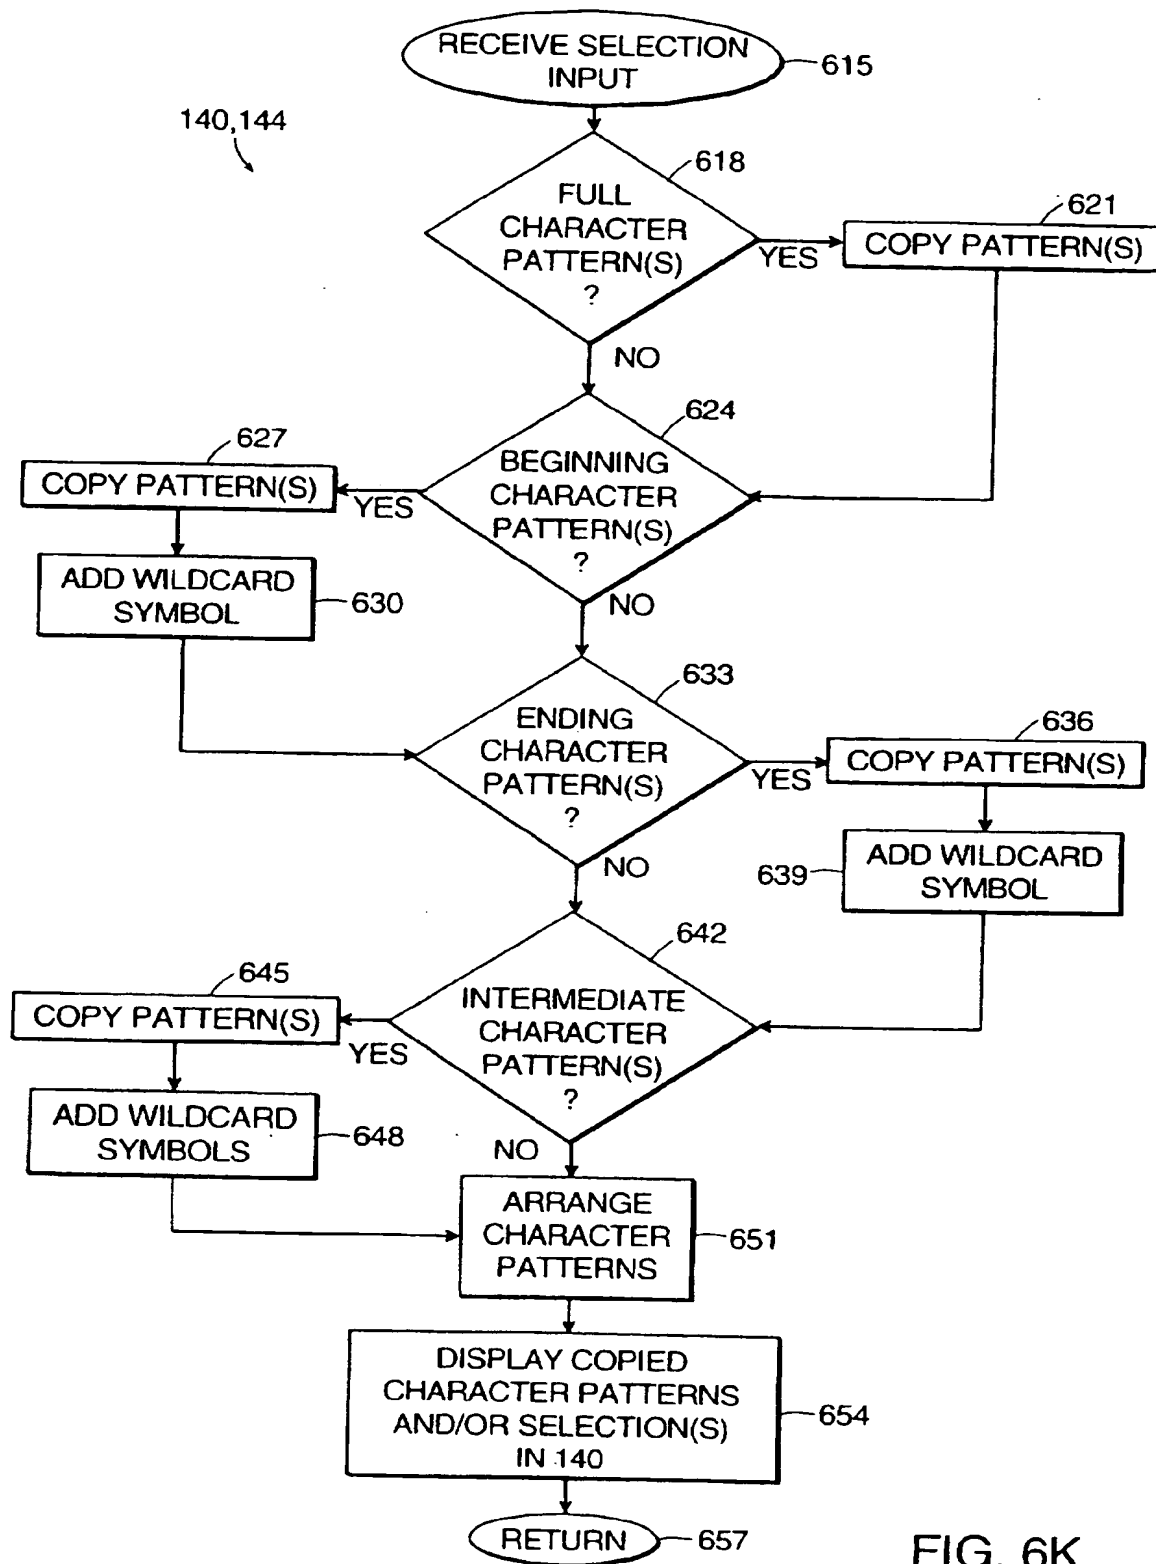 RECEIVE SELECTION
INPUT
615
140,144
618
FULL
CHARACTER
PATTERN(S)
?
YES
621
COPY PATTERN(S)
NO
624
627
COPY PATTERN(S)
YES
BEGINNING
CHARACTER
PATTERN(S)
?
ADD WILDCARD
SYMBOL
630
NO
633
ENDING
CHARACTER
PATTERN(S)
?
YES
636
COPY PATTERN(S)
639
ADD WILDCARD
SYMBOL
NO
642
645
COPY PATTERN(S)
YES
INTERMEDIATE
CHARACTER
PATTERN(S)
?
ADD WILDCARD
SYMBOLS
648
NO
ARRANGE
CHARACTER
PATTERNS
651
DISPLAY COPIED
CHARACTER PATTERNS
AND/OR SELECTION(S)
IN 140
654
RETURN
657
FIG. 6K